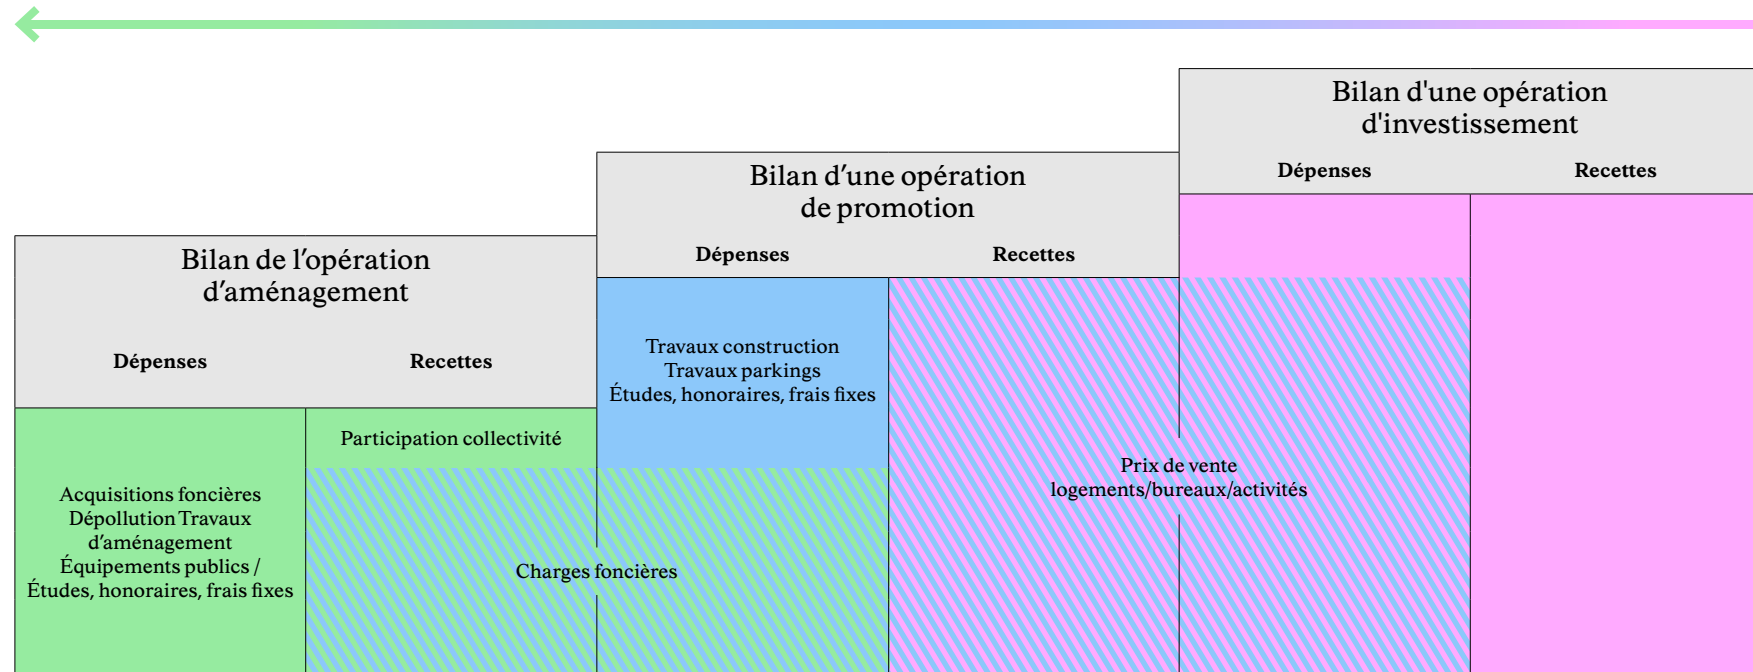 Bilan de l’opération
d’aménagement
Dépenses
Recettes
Acquisitions foncières
Dépollution Travaux
d’aménagement
Équipements publics /
Études, honoraires, frais fixes
Participation collectivité
Charges foncières
Bilan d’une opération
de promotion
Dépenses
Recettes
Travaux construction
Travaux parkings
Études, honoraires, frais fixes
Prix de vente
logements/bureaux/activités
Bilan d'une opération
d'investissement
Dépenses
Recettes